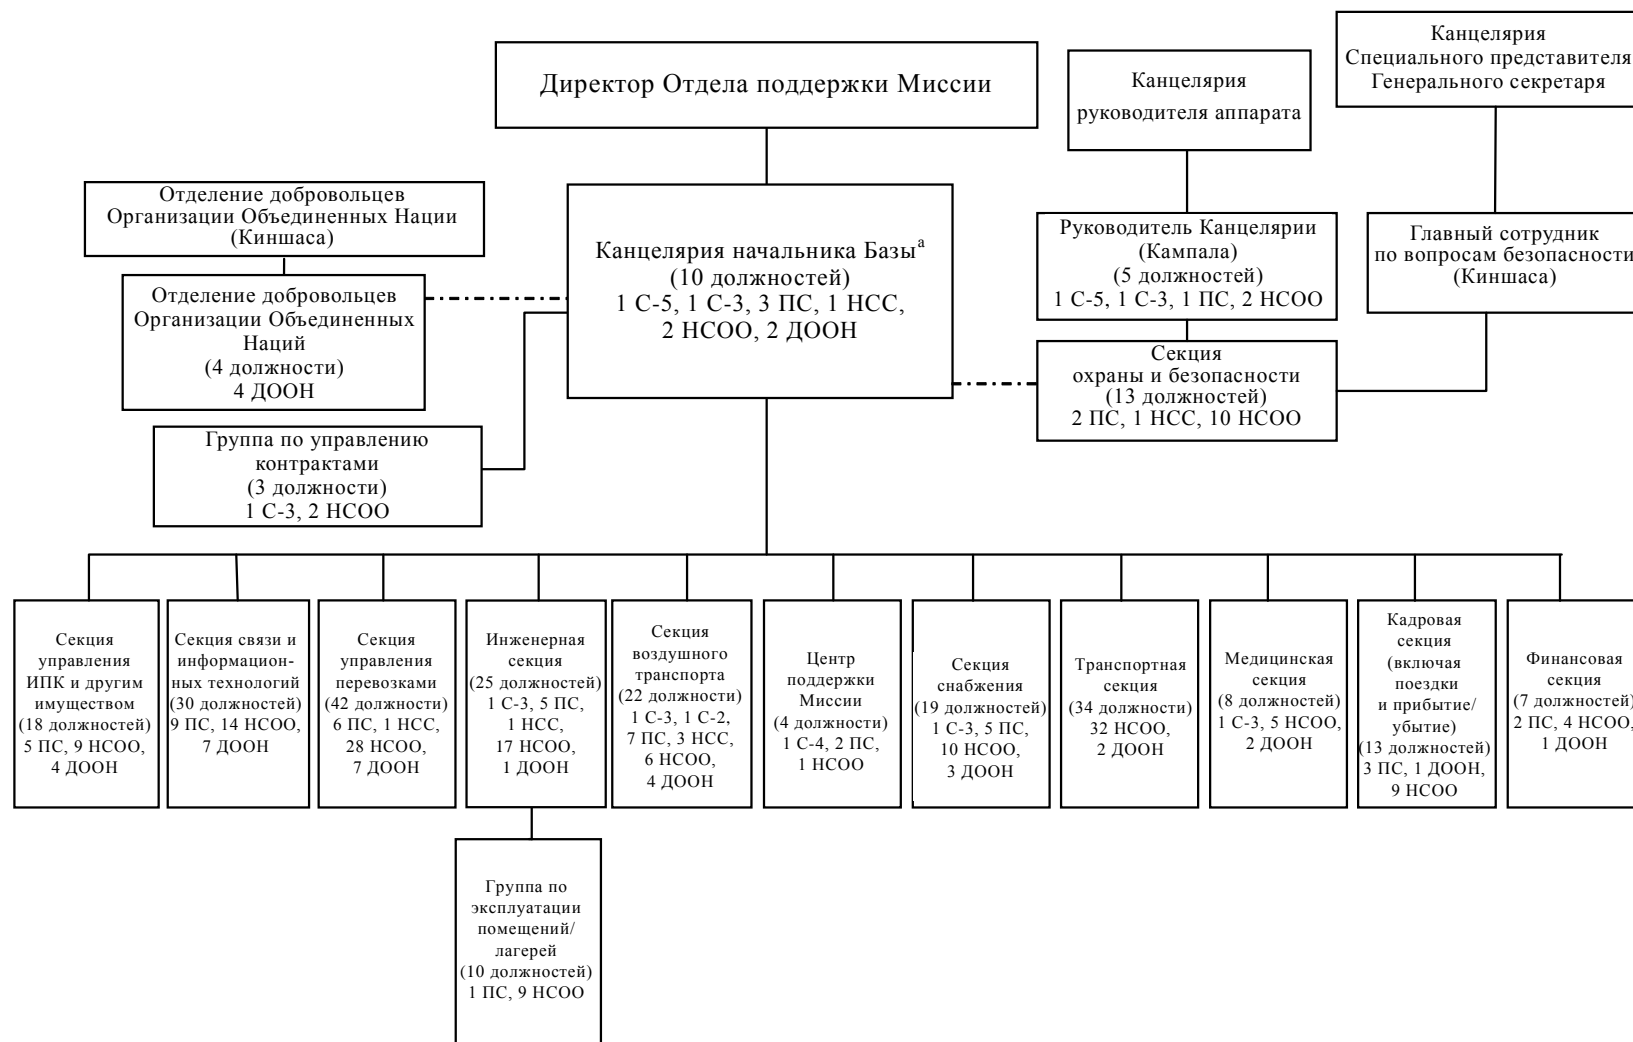 Директор Отдела поддержки Миссии
Канцелярия
руководителя аппарата
Канцелярия
Специального представителя
Генерального секретаря
Отделение добровольцев
Организации Объединенных Нации
(Киншаса)
Отделение добровольцев
Организации Объединенных
Наций
(4 должности)
4 ДООН
Группа по управлению
контрактами
(3 должности)
1 С-3, 2 НСОО
Канцелярия начальника Базыа
(10 должностей)
1 С-5, 1 С-3, 3 ПС, 1 НСС,
2 НСОО, 2 ДООН
Руководитель Канцелярии
(Кампала)
(5 должностей)
1 С-5, 1 С-3, 1 ПС, 2 НСОО
Секция
охраны и безопасности
(13 должностей)
2 ПС, 1 НСС, 10 НСОО
Главный сотрудник
по вопросам безопасности
(Киншаса)
Секция
управления
ИПК и другим
имуществом
(18 должностей)
5 ПС, 9 НСОО,
4 ДООН
Секция связи и
информацион-
ных технологий
(30 должностей)
9 ПС, 14 НСОО,
7 ДООН
Секция
управления
перевозками
(42 должности)
6 ПС, 1 НСС,
28 НСОО,
7 ДООН
Инженерная
секция
(25 должностей)
1 С-3, 5 ПС,
1 НСС,
17 НСОО,
1 ДООН
Секция
воздушного
транспорта
(22 должности)
1 С-3, 1 С-2,
7 ПС, 3 НСС,
6 НСОО,
4 ДООН
Центр
поддержки
Миссии
(4 должности)
1 С-4, 2 ПС,
1 НСОО
Секция
снабжения
(19 должностей)
1 С-3, 5 ПС,
10 НСОО,
3 ДООН
Транспортная
секция
(34 должности)
32 НСОО,
2 ДООН
Медицинская
секция
(8 должностей)
1 С-3, 5 НСОО,
2 ДООН
Кадровая
секция
(включая
поездки
и прибытие/
убытие)
(13 должностей)
3 ПС, 1 ДООН,
9 НСОО
Финансовая
секция
(7 должностей)
2 ПС, 4 НСОО,
1 ДООН
Группа по
эксплуатации
помещений/
лагерей
(10 должностей)
1 ПС, 9 НСОО